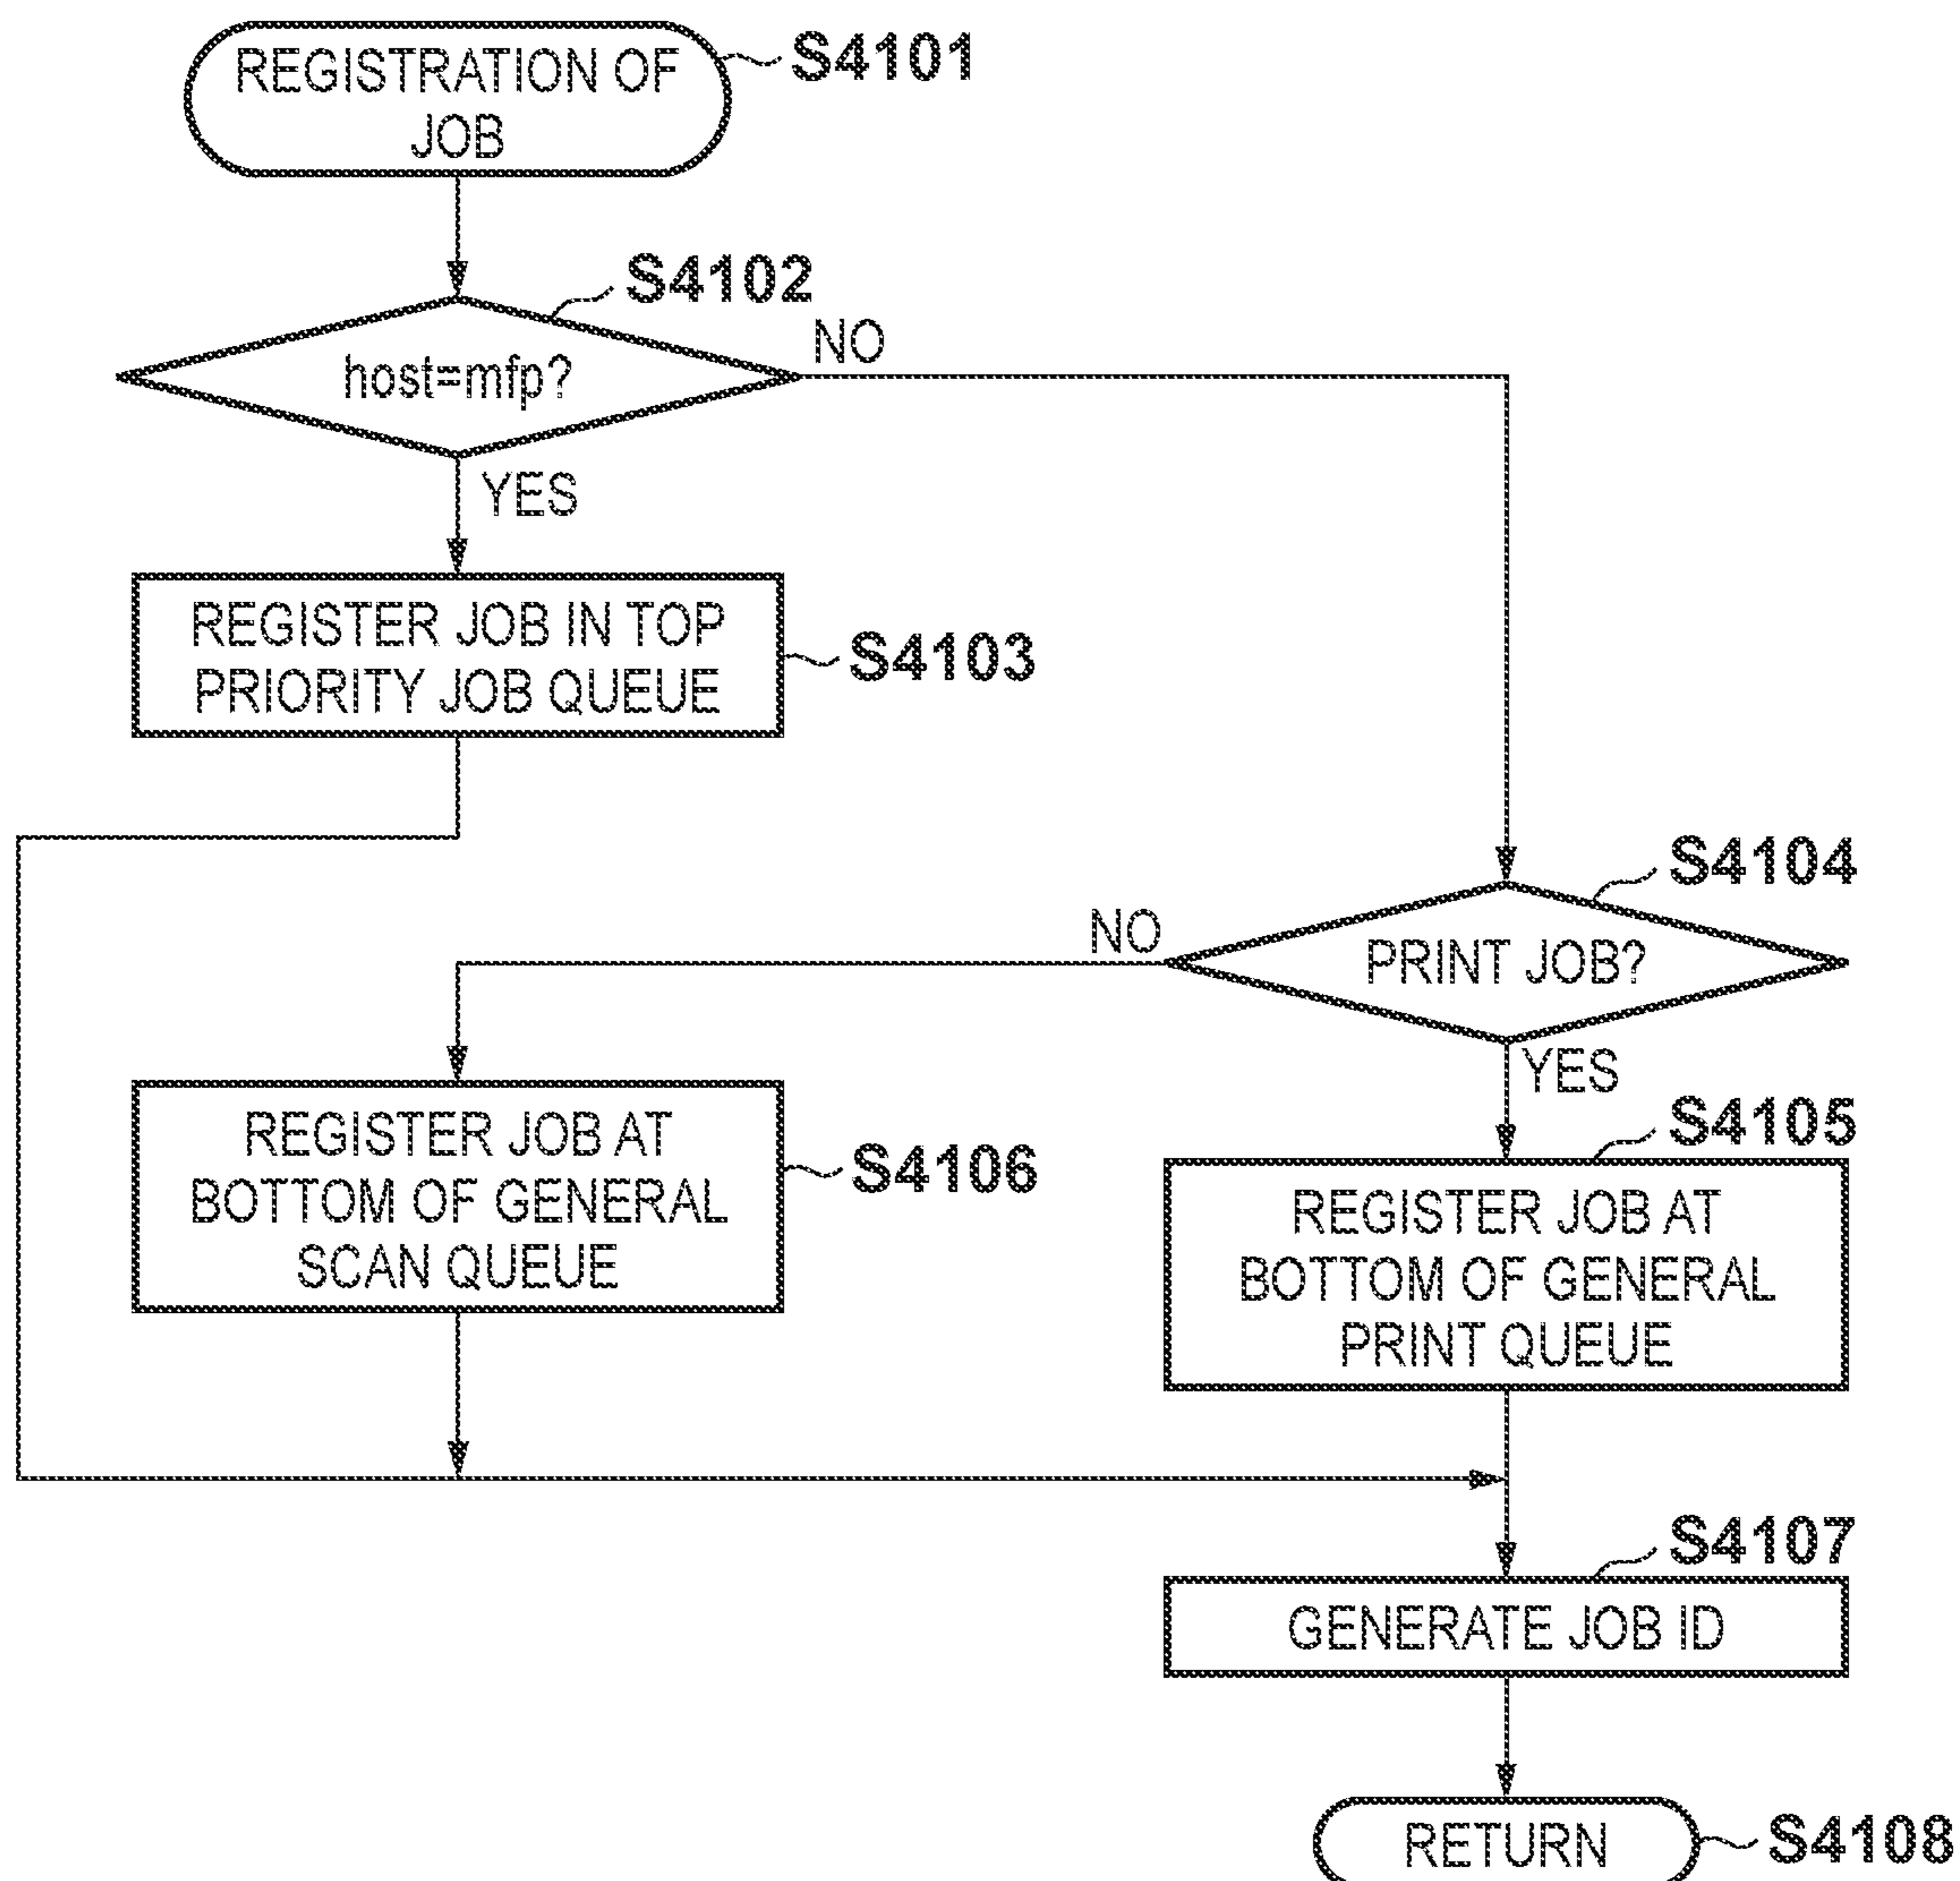 REGISTRATION OF
JOB
S4101
S4102
host=mfp?
NO
YES
REGISTER JOB IN TOP
PRIORITY JOB QUEUE
S4103
S4104
PRINT JOB?
NO
YES
REGISTER JOB AT
BOTTOM OF GENERAL
SCAN QUEUE
S4106
S4105
REGISTER JOB AT
BOTTOM OF GENERAL
PRINT QUEUE
S4107
GENERATE JOB ID
RETURN
S4108